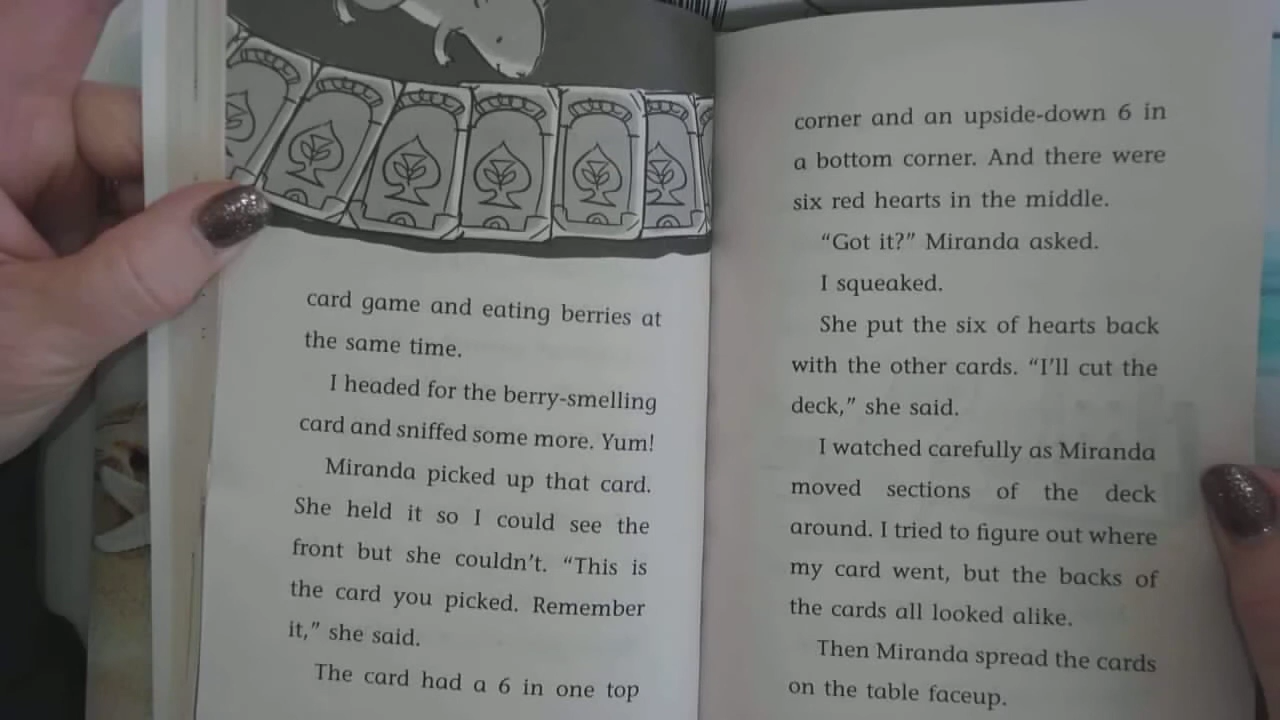 card game and eating berries at
the same time.
I headed for the berry-smelling
card and sniffed some more. Yum!
Miranda picked up that card.
She held it so I could see the
front but she couldn’t. “This is
the card you picked. Remember
it,” she said.
The card had a 6 in one top
corner and an upside-down 6 in
a bottom corner. And there were
six red hearts in the middle.
“Got it?” Miranda asked.
I squeaked.
She put the six of hearts back
with the other cards. “I’ll cut the
deck,” she said.
I watched carefully as Miranda
moved sections of the deck
around. I tried to figure out where
my card went, but the backs of
the cards all looked alike.
Then Miranda spread the cards
on the table faceup.